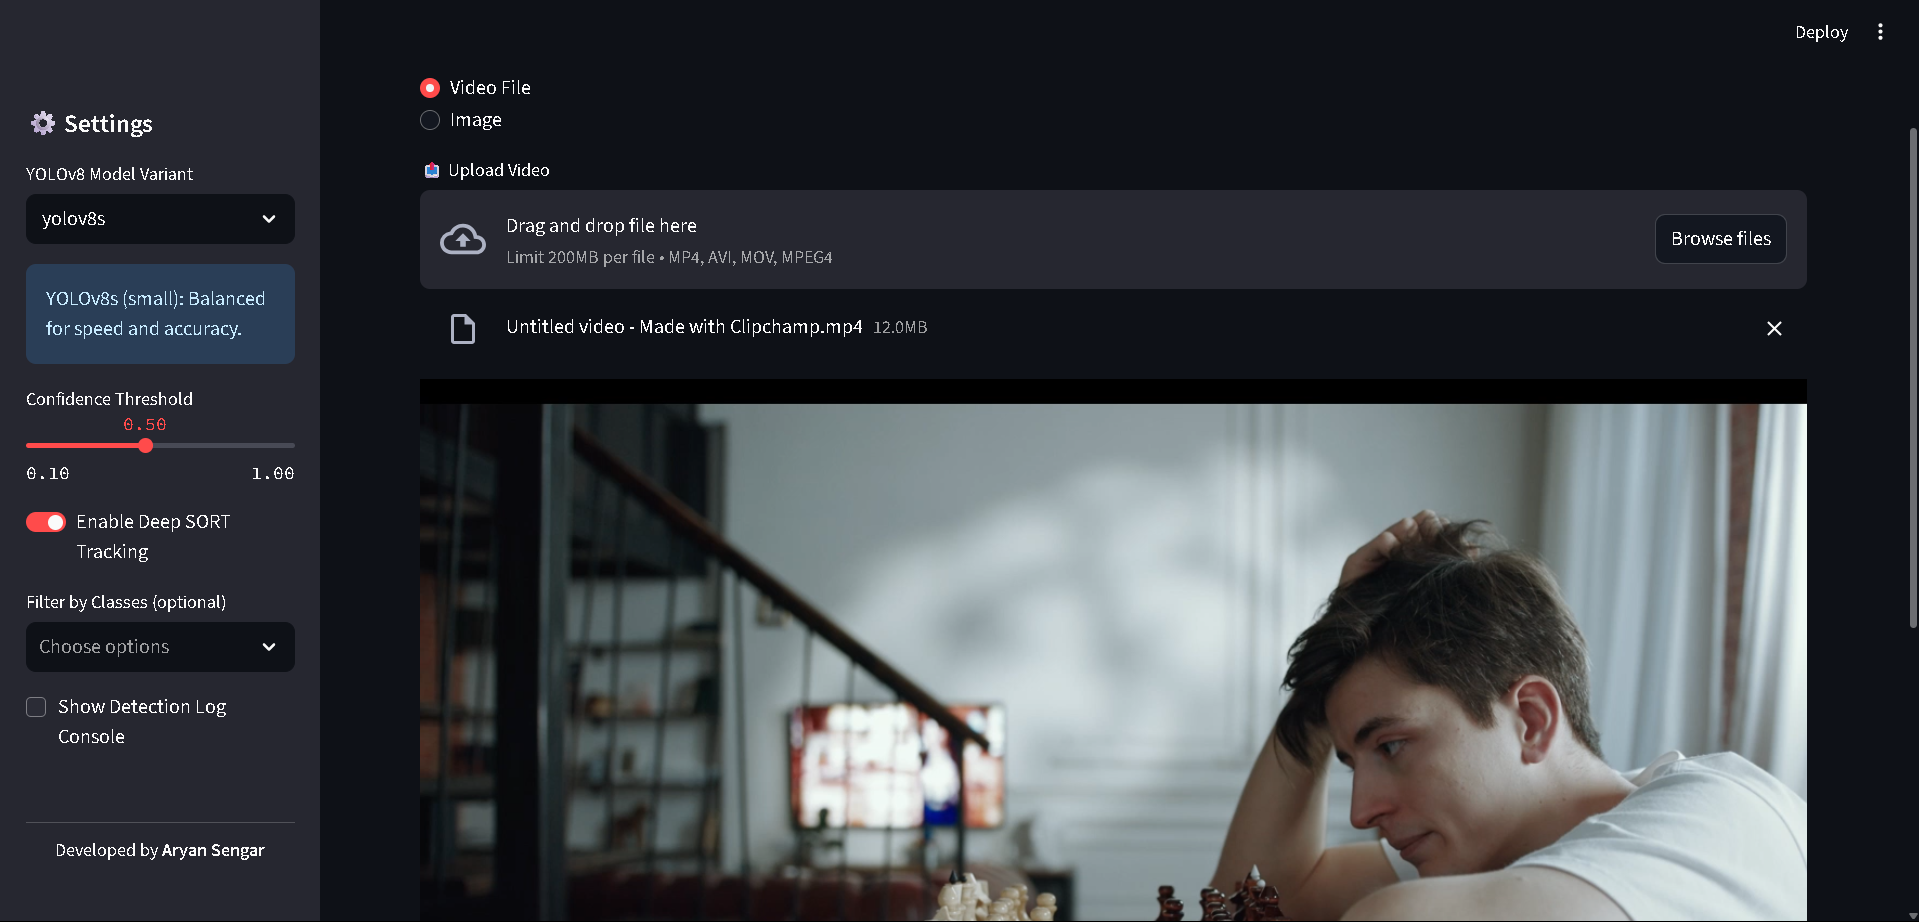 Deploy
Settings
YOLOv8 Model Variant
yolov8s
YOLOv8s (small): Balanced
for speed and accuracy.
Confidence Threshold
0.50
0.10 1.00
Enable Deep SORT
Tracking
Filter by Classes (optional)
Choose options
Show Detection Log
Console
Developed by Aryan Sengar
Video File
Image
Upload Video
Drag and drop file here
Limit 200MB per file • MP4, AVI, MOV, MPEG4
Browse files
Untitled video - Made with Clipchamp.mp4 12.0MB